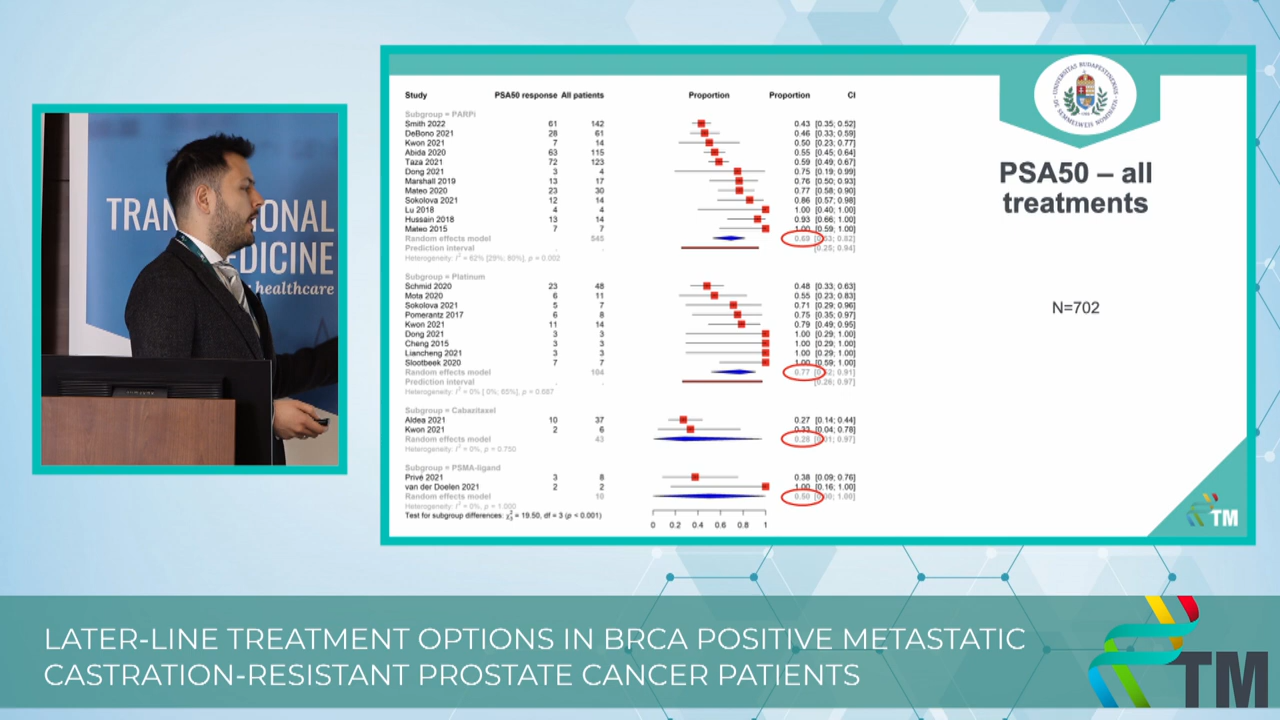 TRAN IONAL
DICINE
healthcare
Study PSA50 response All patients Proportion Proportion CI
Subgroup = PARPi
Smith 2022 61 142 0.43 [0.35; 0.52]
DeBono 2021 28 61 0.46 [0.33; 0.59]
Kwon 2021 7 14 0.50 [0.23; 0.77]
Abida 2020 63 115 0.55 [0.45; 0.64]
Taza 2021 72 123 0.59 [0.49; 0.67]
Dong 2021 3 4 0.75 [0.19; 0.99]
Marshall 2019 13 17 0.76 [0.50; 0.93]
Mateo 2020 23 30 0.77 [0.58; 0.90]
Sokolova 2021 12 14 0.86 [0.57; 0.98]
Lu 2018 4 4 1.00 [0.40; 1.00]
Hussain 2018 13 14 0.93 [0.66; 1.00]
Mateo 2015 7 7 1.00 [0.59; 1.00]
Random effects model 545 0.69 ; 0.82]
Prediction interval . . [0.25; 0.94]
Heterogeneity: I² = 62% [29%; 80%], p = 0.002
Subgroup = Platinum
Schmid 2020 23 48 0.48 [0.33; 0.63]
Mota 2020 6 11 0.55 [0.23; 0.83]
Sokolova 2021 5 7 0.71 [0.29; 0.96]
Pomerantz 2017 6 8 0.75 [0.35; 0.97]
Kwon 2021 11 14 0.79 [0.49; 0.95]
Dong 2021 3 3 1.00 [0.29; 1.00]
Cheng 2015 3 3 1.00 [0.29; 1.00]
Liancheng 2021 3 3 1.00 [0.29; 1.00]
Slootbeek 2020 7 7 1.00 [0.59; 1.00]
Random effects model 104 0.77 ; 0.91]
Prediction interval . . [0.26; 0.97]
Heterogeneity: I² = 0% [ 0%; 65%], p = 0.687
Subgroup = Cabazitaxel
Aldea 2021 10 37 0.27 [0.14; 0.44]
Kwon 2021 2 6 0.33 [0.04; 0.78]
Random effects model 43 0.28 ; 0.97]
Heterogeneity: I² = 0%, p = 0.750
Subgroup = PSMA-ligand
Privé 2021 3 8 0.38 [0.09; 0.76]
van der Doelen 2021 2 2 1.00 [0.16; 1.00]
Random effects model 10 0.50 ; 1.00]
Heterogeneity: I² = 0%, p = 1.000
Test for subgroup differences: χ²₃ = 19.50, df = 3 (p < 0.001)
0 0.2 0.4 0.6 0.8 1
PSA50 – all
treatments
N=702
TM
LATER-LINE TREATMENT OPTIONS IN BRCA POSITIVE METASTATIC
CASTRATION-RESISTANT PROSTATE CANCER PATIENTS
TM